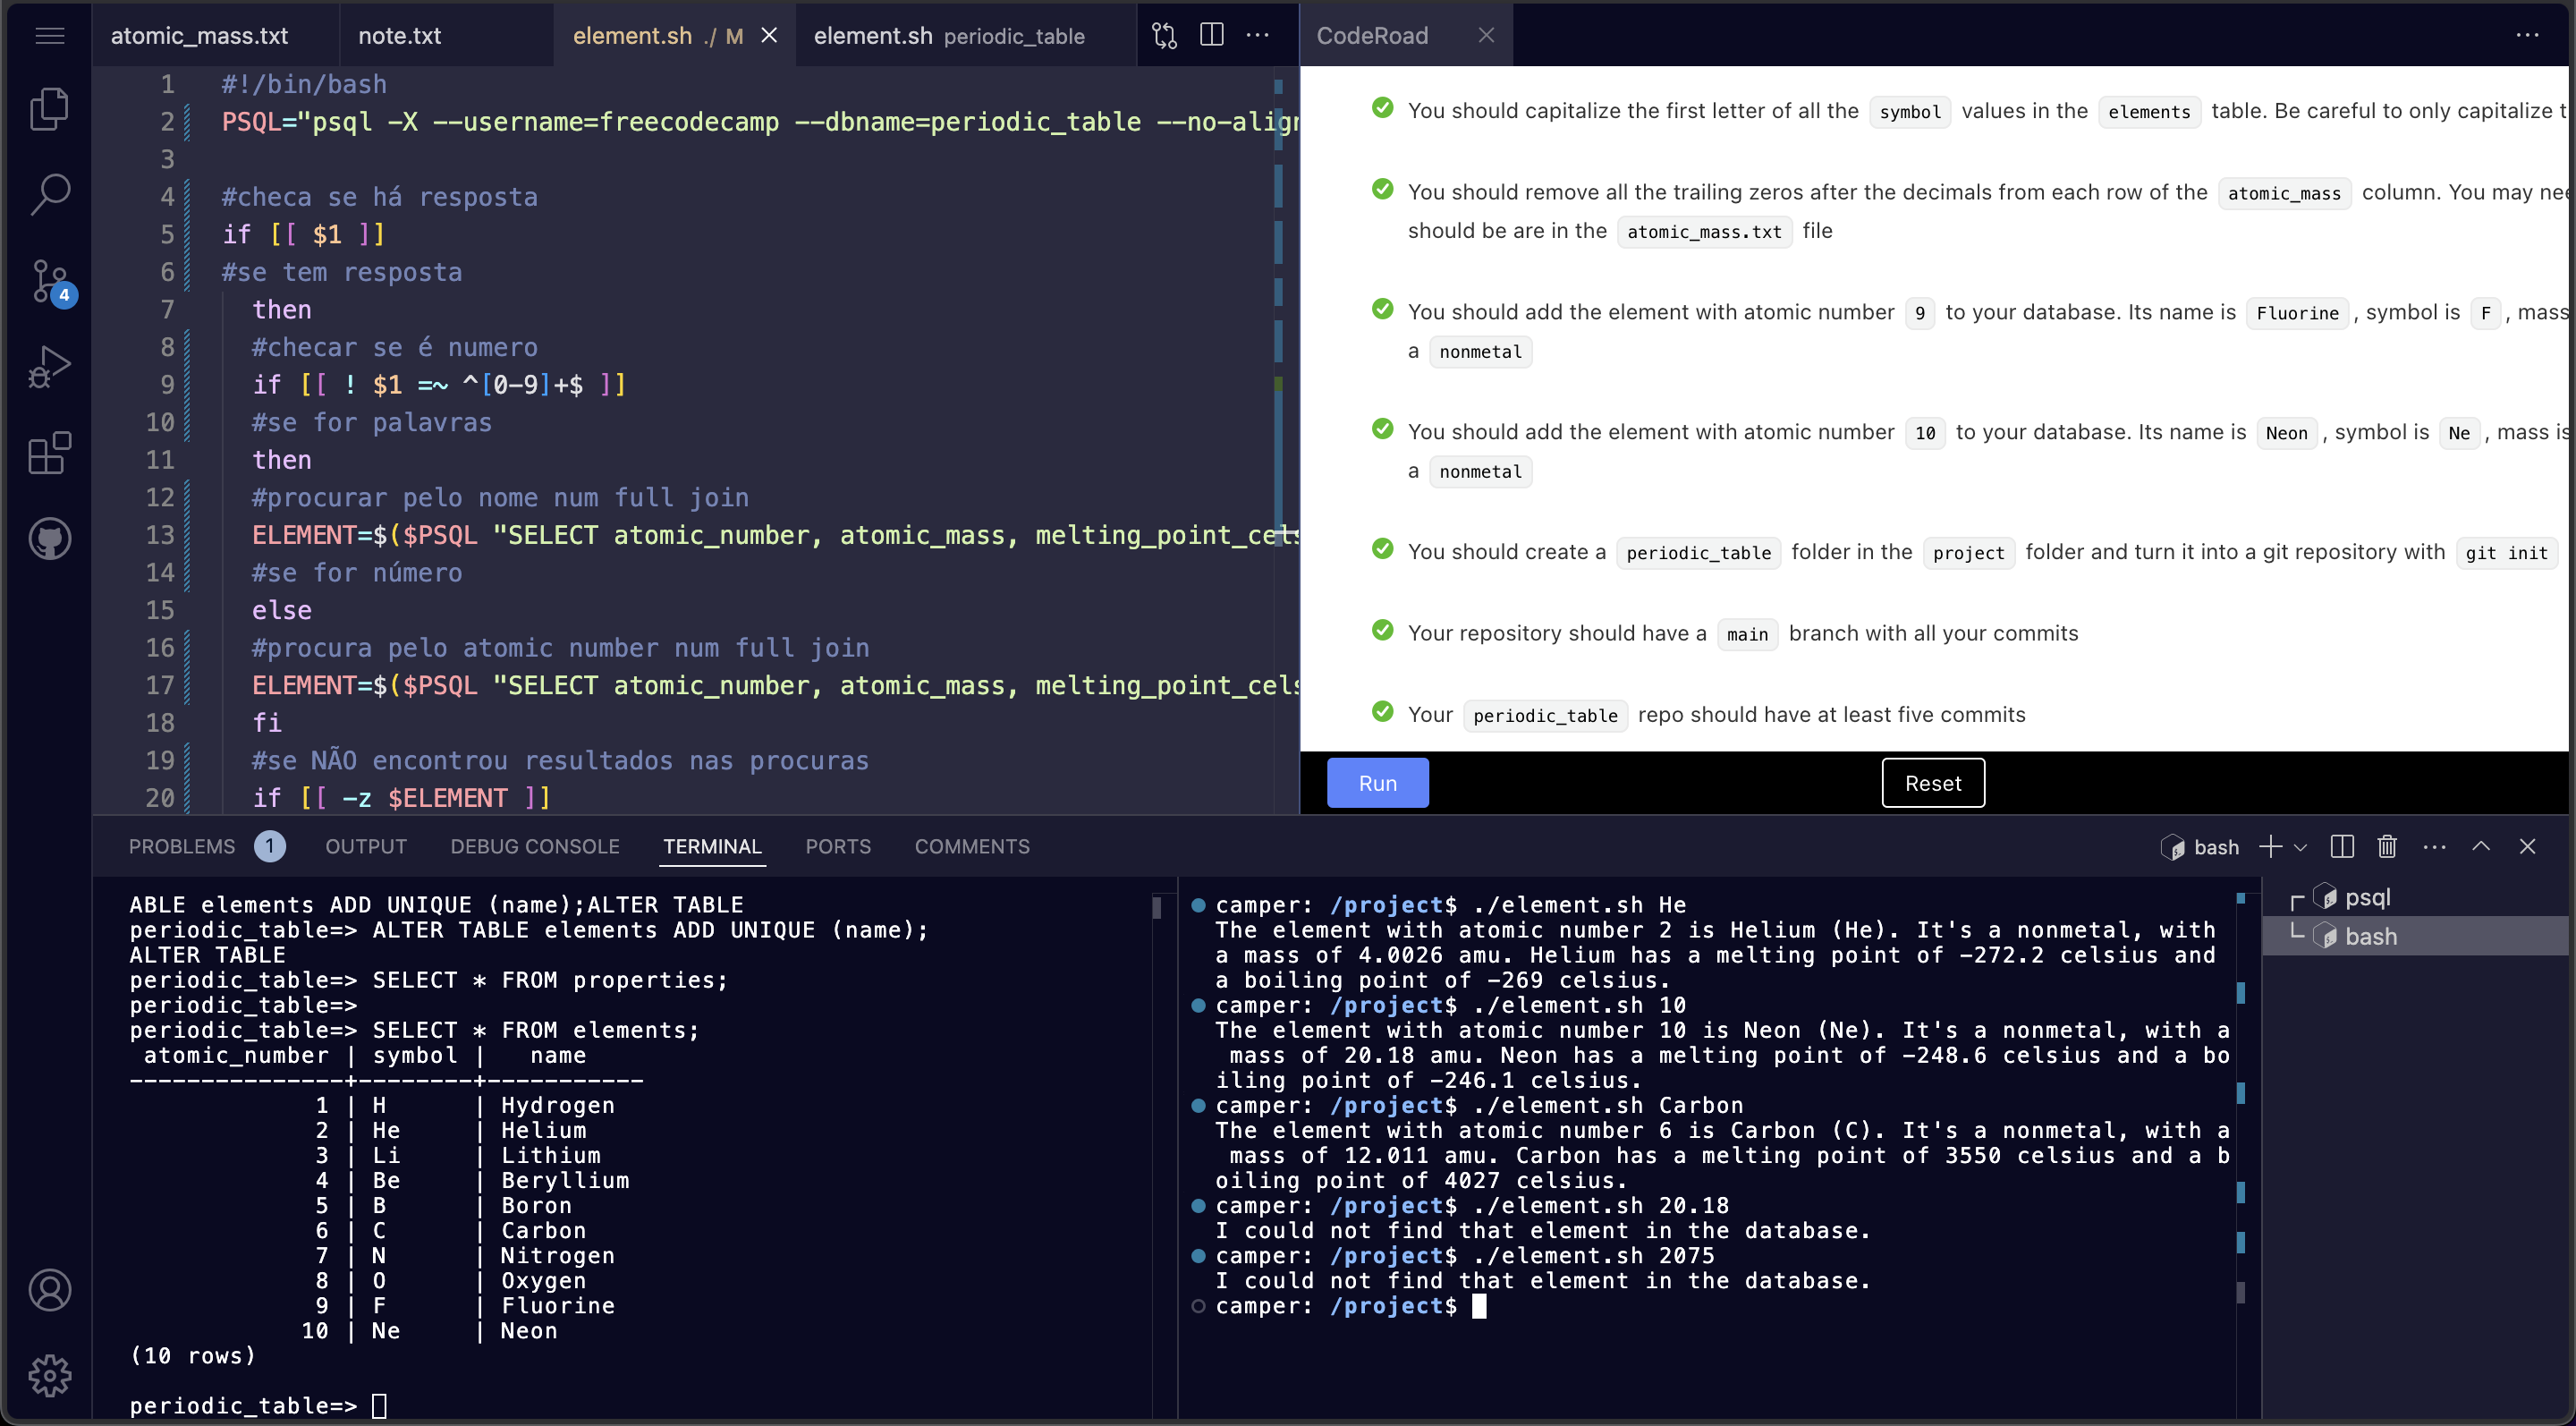 atomic_mass.txt note.txt element.sh ./ M element.sh periodic_table
CodeRoad
1 #!/bin/bash
2 PSQL="psql -X --username=freecodecamp --dbname=periodic_table --no-align
3
4 #checa se há resposta
5 if [[ $1 ]]
6 #se tem resposta
7 then
8 #checar se é numero
9 if [[ ! $1 =~ ^[0-9]+$ ]]
10 #se for palavras
11 then
12 #procurar pelo nome num full join
13 ELEMENT=$($PSQL "SELECT atomic_number, atomic_mass, melting_point_cels
14 #se for número
15 else
16 #procura pelo atomic number num full join
17 ELEMENT=$($PSQL "SELECT atomic_number, atomic_mass, melting_point_cels
18 fi
19 #se NÃO encontrou resultados nas procuras
20 if [[ -z $ELEMENT ]]
4
You should capitalize the first letter of all the symbol values in the elements table. Be careful to only capitalize t
You should remove all the trailing zeros after the decimals from each row of the atomic_mass column. You may nee
should be are in the atomic_mass.txt file
You should add the element with atomic number 9 to your database. Its name is Fluorine , symbol is F , mass
a nonmetal
You should add the element with atomic number 10 to your database. Its name is Neon , symbol is Ne , mass is
a nonmetal
You should create a periodic_table folder in the project folder and turn it into a git repository with git init
Your repository should have a main branch with all your commits
Your periodic_table repo should have at least five commits
Run Reset
PROBLEMS 1 OUTPUT DEBUG CONSOLE TERMINAL PORTS COMMENTS
bash
ABLE elements ADD UNIQUE (name);ALTER TABLE
periodic_table=> ALTER TABLE elements ADD UNIQUE (name);
ALTER TABLE
periodic_table=> SELECT * FROM properties;
periodic_table=>
periodic_table=> SELECT * FROM elements;
atomic_number | symbol | name
---------------+--------+-----------
1 | H | Hydrogen
2 | He | Helium
3 | Li | Lithium
4 | Be | Beryllium
5 | B | Boron
6 | C | Carbon
7 | N | Nitrogen
8 | O | Oxygen
9 | F | Fluorine
10 | Ne | Neon
(10 rows)
periodic_table=>
camper: /project$ ./element.sh He
The element with atomic number 2 is Helium (He). It's a nonmetal, with
a mass of 4.0026 amu. Helium has a melting point of -272.2 celsius and
a boiling point of -269 celsius.
camper: /project$ ./element.sh 10
The element with atomic number 10 is Neon (Ne). It's a nonmetal, with a
mass of 20.18 amu. Neon has a melting point of -248.6 celsius and a bo
iling point of -246.1 celsius.
camper: /project$ ./element.sh Carbon
The element with atomic number 6 is Carbon (C). It's a nonmetal, with a
mass of 12.011 amu. Carbon has a melting point of 3550 celsius and a b
oiling point of 4027 celsius.
camper: /project$ ./element.sh 20.18
I could not find that element in the database.
camper: /project$ ./element.sh 2075
I could not find that element in the database.
camper: /project$
psql
bash